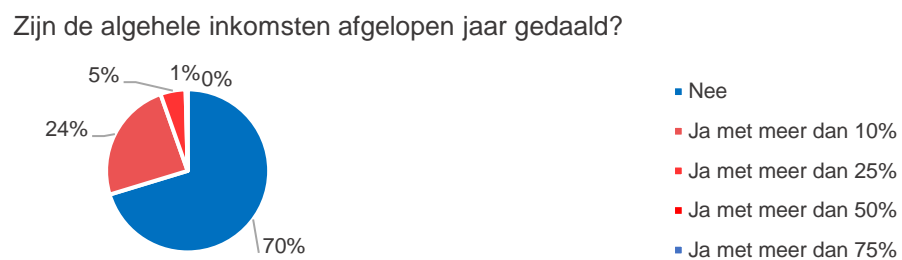 Zijn de algehele inkomsten afgelopen jaar gedaald?
5%
1%
0%
24%
70%
Nee
Ja met meer dan 10%
Ja met meer dan 25%
Ja met meer dan 50%
Ja met meer dan 75%